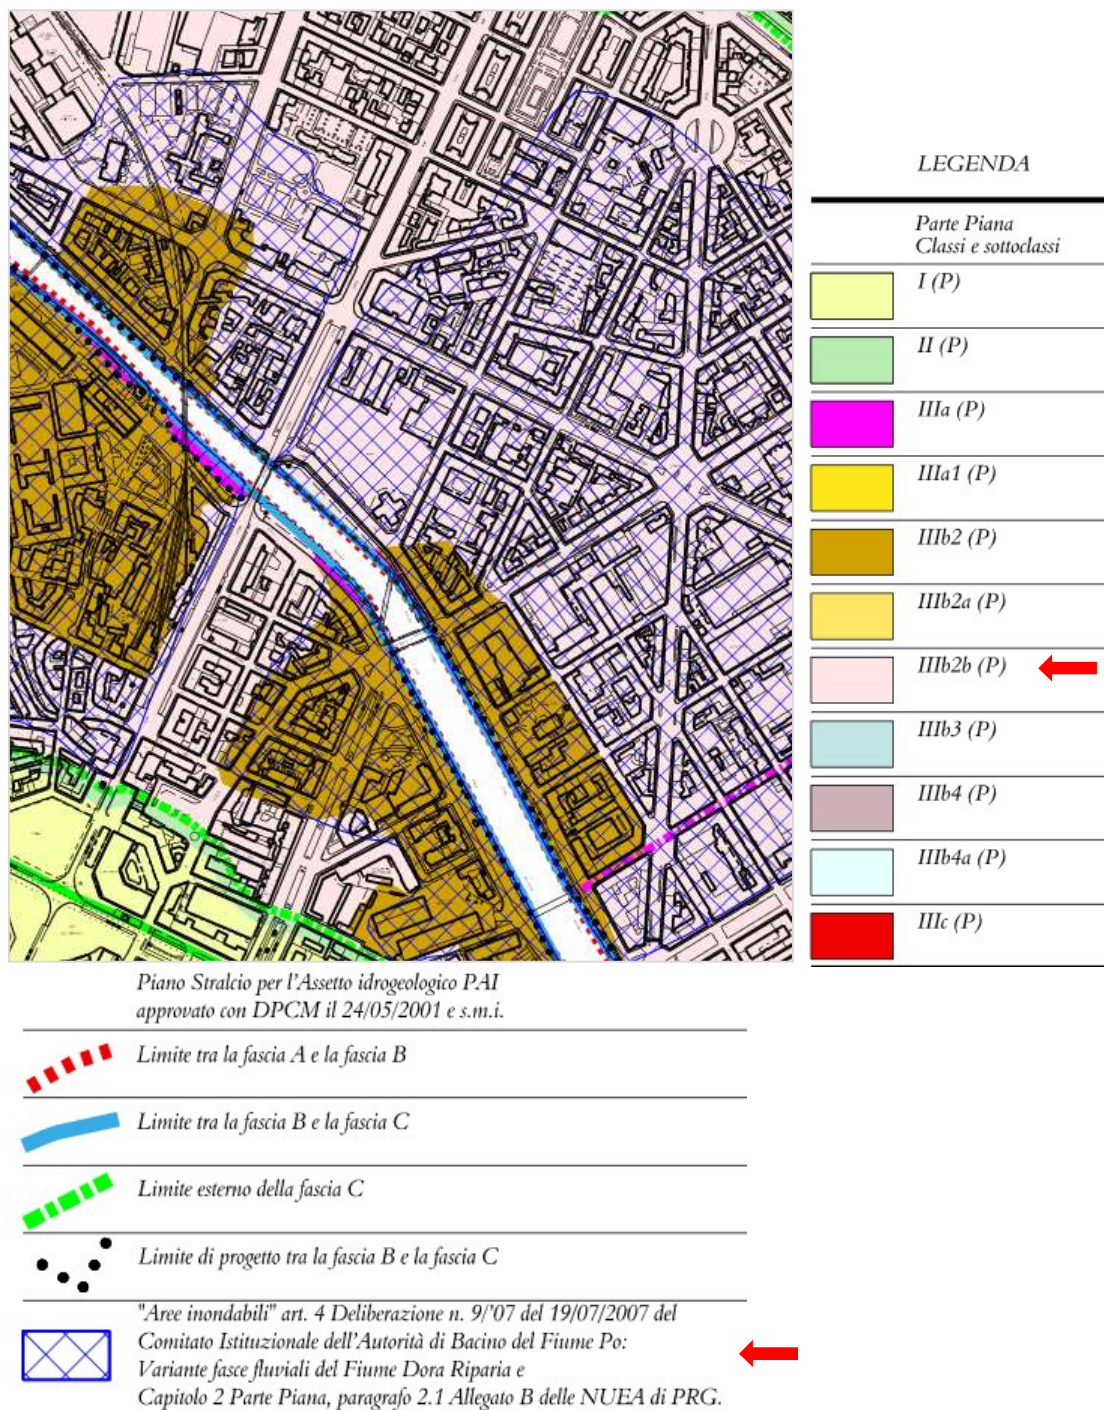 LEGENDA
Parte Piana
Classi e sottoclassi
I (P)
II (P)
IIIa (P)
IIIa1 (P)
IIIb2 (P)
IIIb2a (P)
IIIb2b (P)
IIIb3 (P)
IIIb4 (P)
IIIb4a (P)
IIIc (P)
Piano Stralcio per l'Assetto idrogeologico PAI
approvato con DPCM il 24/05/2001 e s.m.i.
Limite tra la fascia A e la fascia B
Limite tra la fascia B e la fascia C
Limite esterno della fascia C
Limite di progetto tra la fascia B e la fascia C
"Aree inondabili" art. 4 Deliberazione n. 9/'07 del 19/07/2007 del
Comitato Istituzionale dell'Autorità di Bacino del Fiume Po:
Variante fasce fluviali del Fiume Dora Riparia e
Capitolo 2 Parte Piana, paragrafo 2.1 Allegato B delle NUEA di PRG.